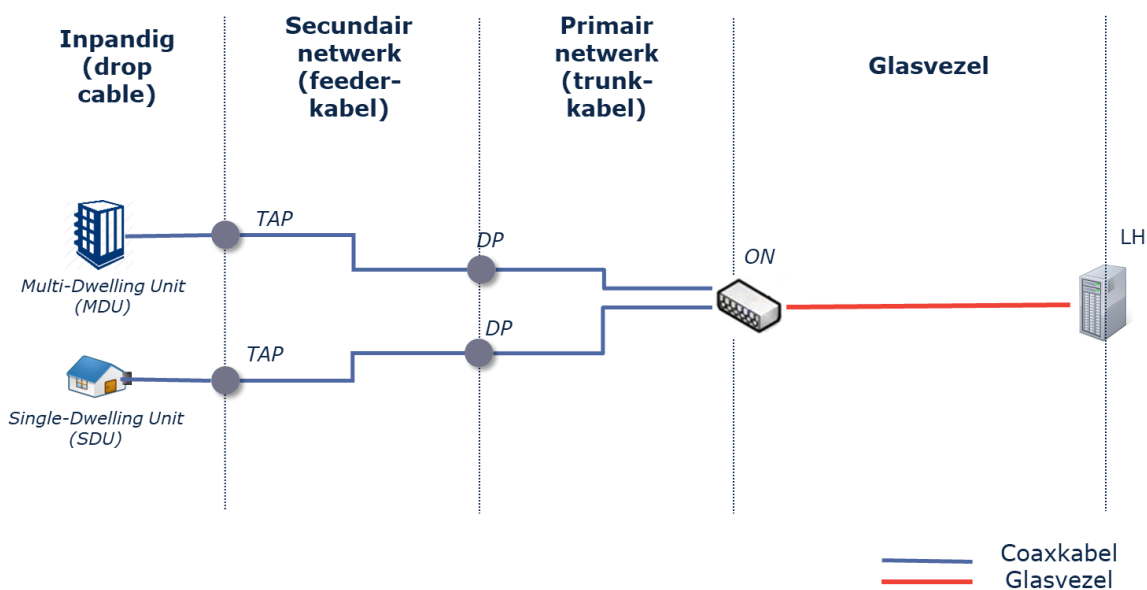 Inpandig
(drop
cable)
Secundair
netwerk
(feeder-
kabel)
Primair
netwerk
(trunk-
kabel)
Glasvezel
TAP
DP
ON
LH
Multi-Dwelling Unit
(MDU)
TAP
DP
Single-Dwelling Unit
(SDU)
Coaxkabel
Glasvezel